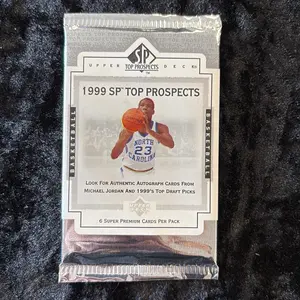 SP
TOP PROSPECTS
UPPER DECK
1999 SP TOP PROSPECTS
BASKETBALL
BASKETBALL
NORTH
CAROLINA
23
LOOK FOR AUTHENTIC AUTOGRAPH CARDS FROM
MICHAEL JORDAN AND 1998'S TOP DRAFT PICKS
6 SUPER PREMIUM CARDS PER PACK